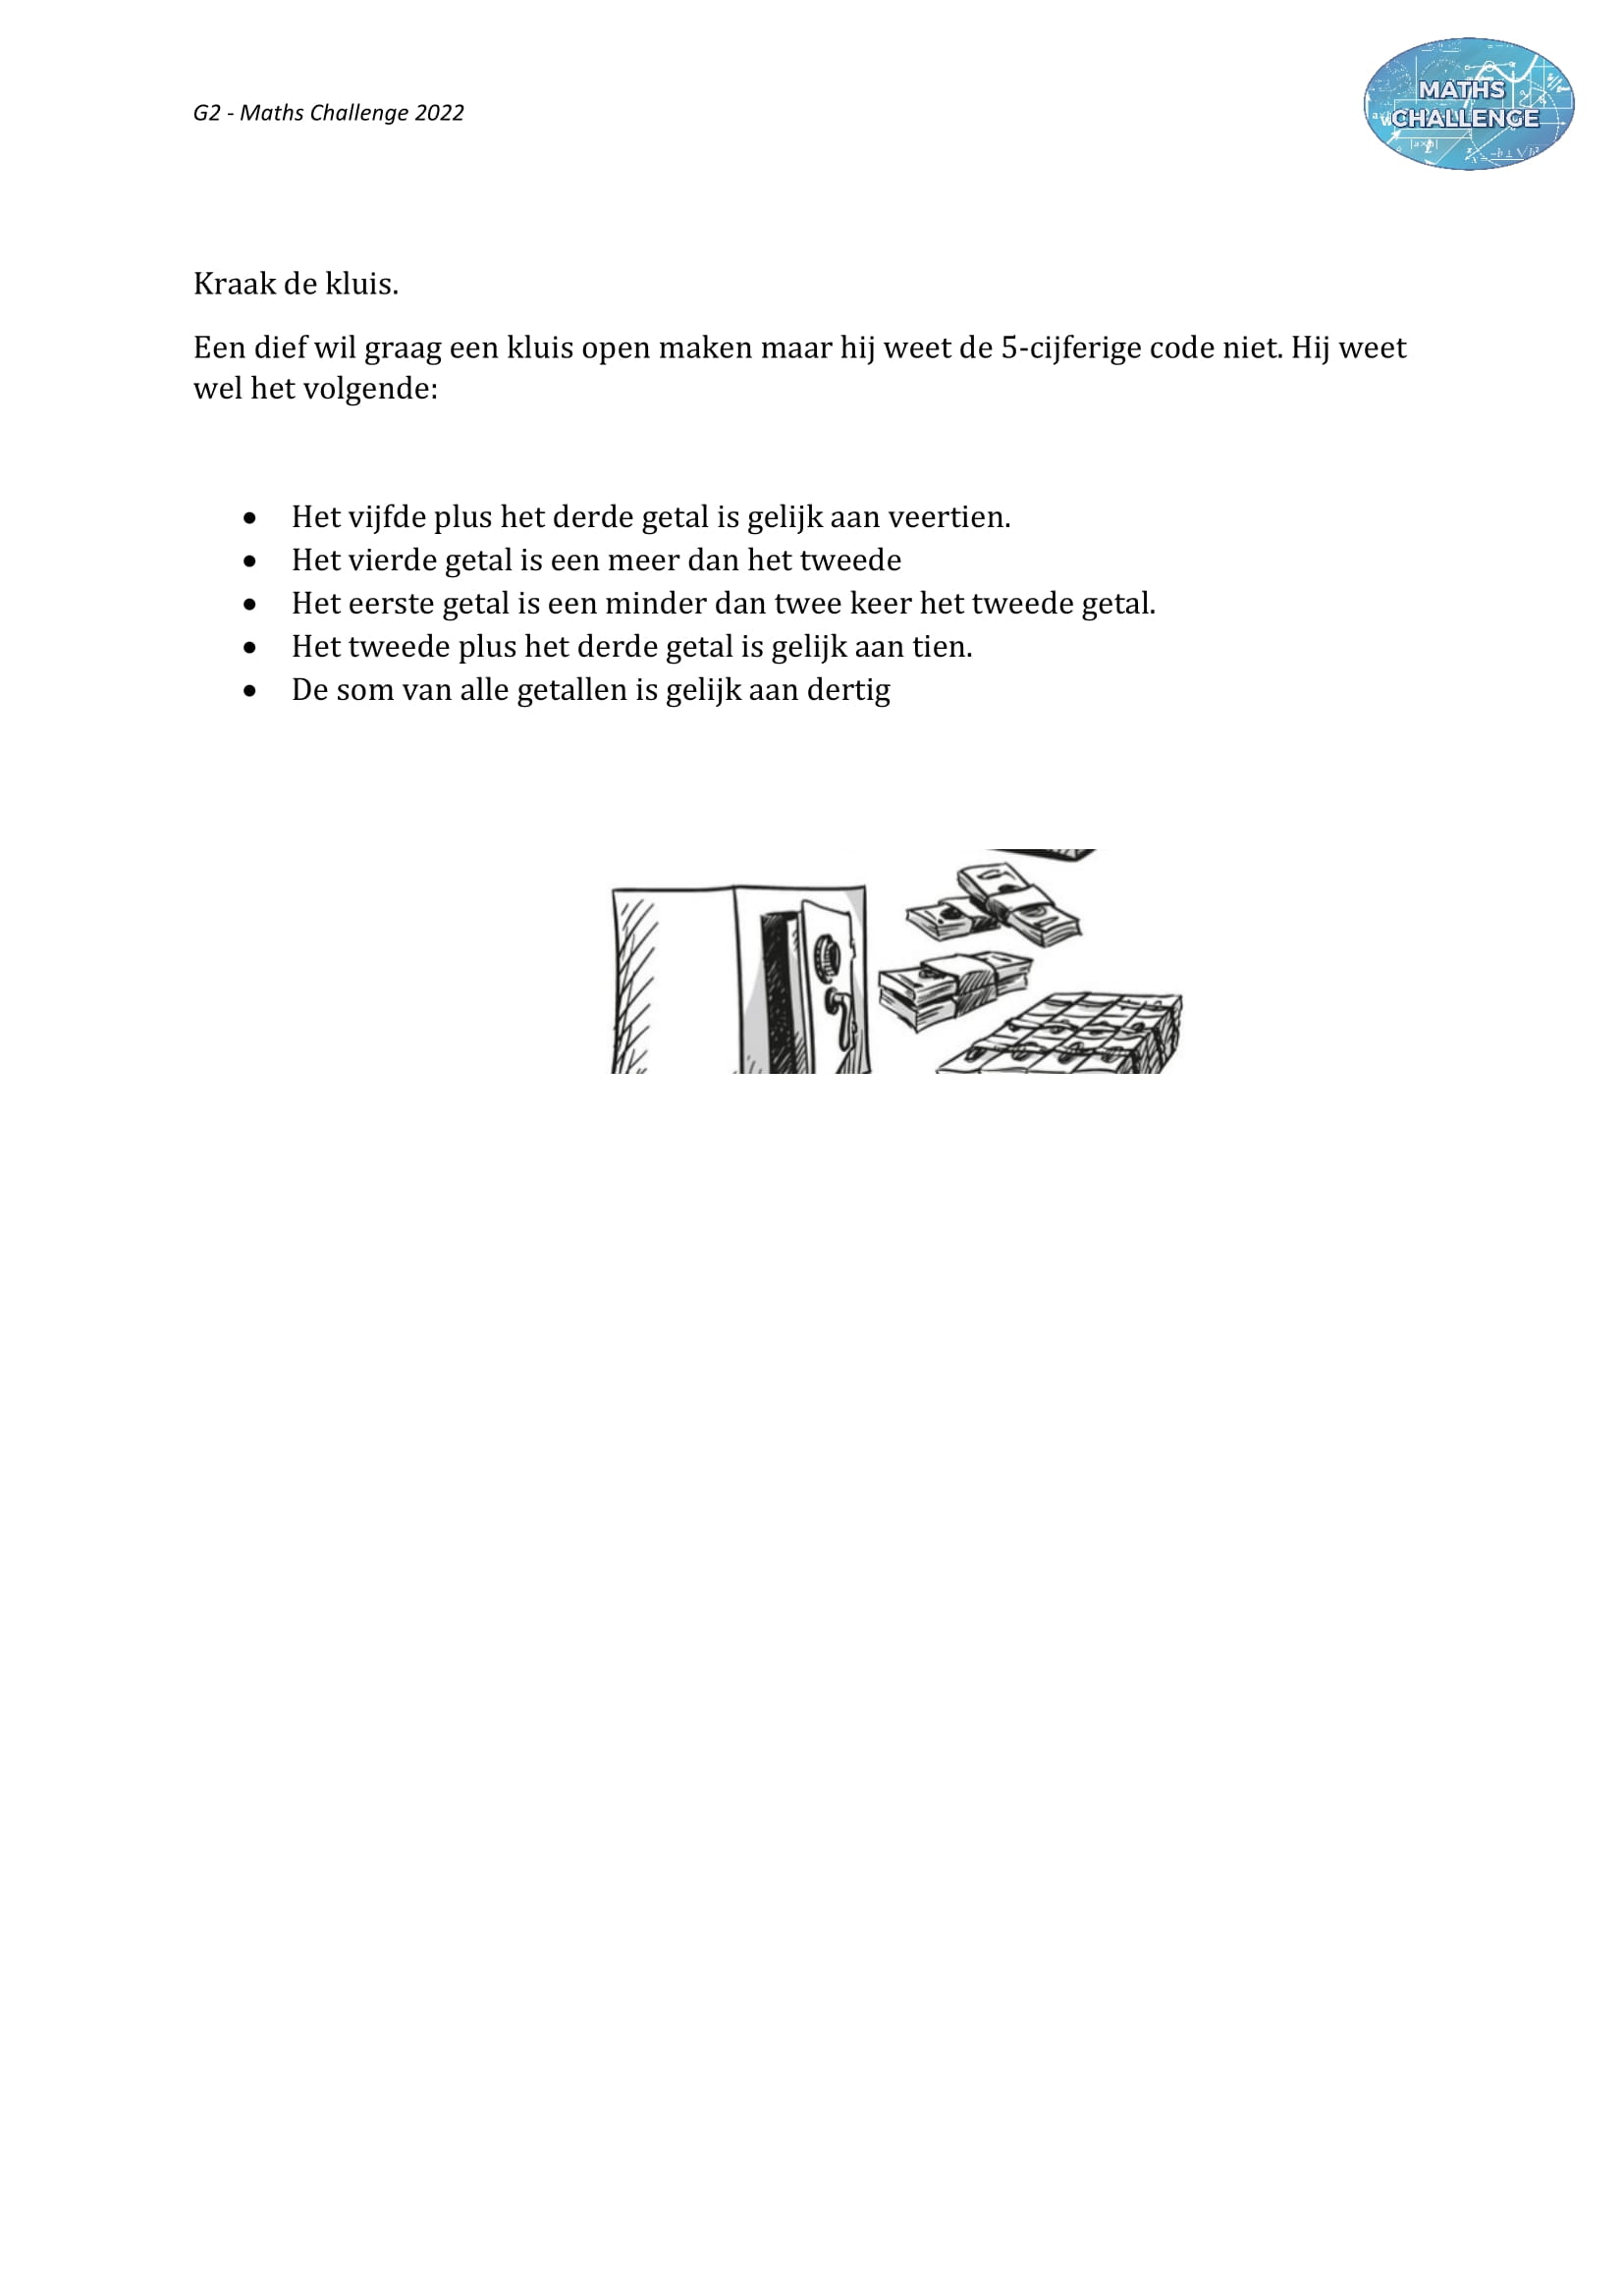 G2 - Maths Challenge 2022
MATHS
CHALLENGE
Kraak de kluis.
Een dief wil graag een kluis open maken maar hij weet de 5-cijferige code niet. Hij weet
wel het volgende:
• Het vijfde plus het derde getal is gelijk aan veertien.
• Het vierde getal is een meer dan het tweede
• Het eerste getal is een minder dan twee keer het tweede getal.
• Het tweede plus het derde getal is gelijk aan tien.
• De som van alle getallen is gelijk aan dertig